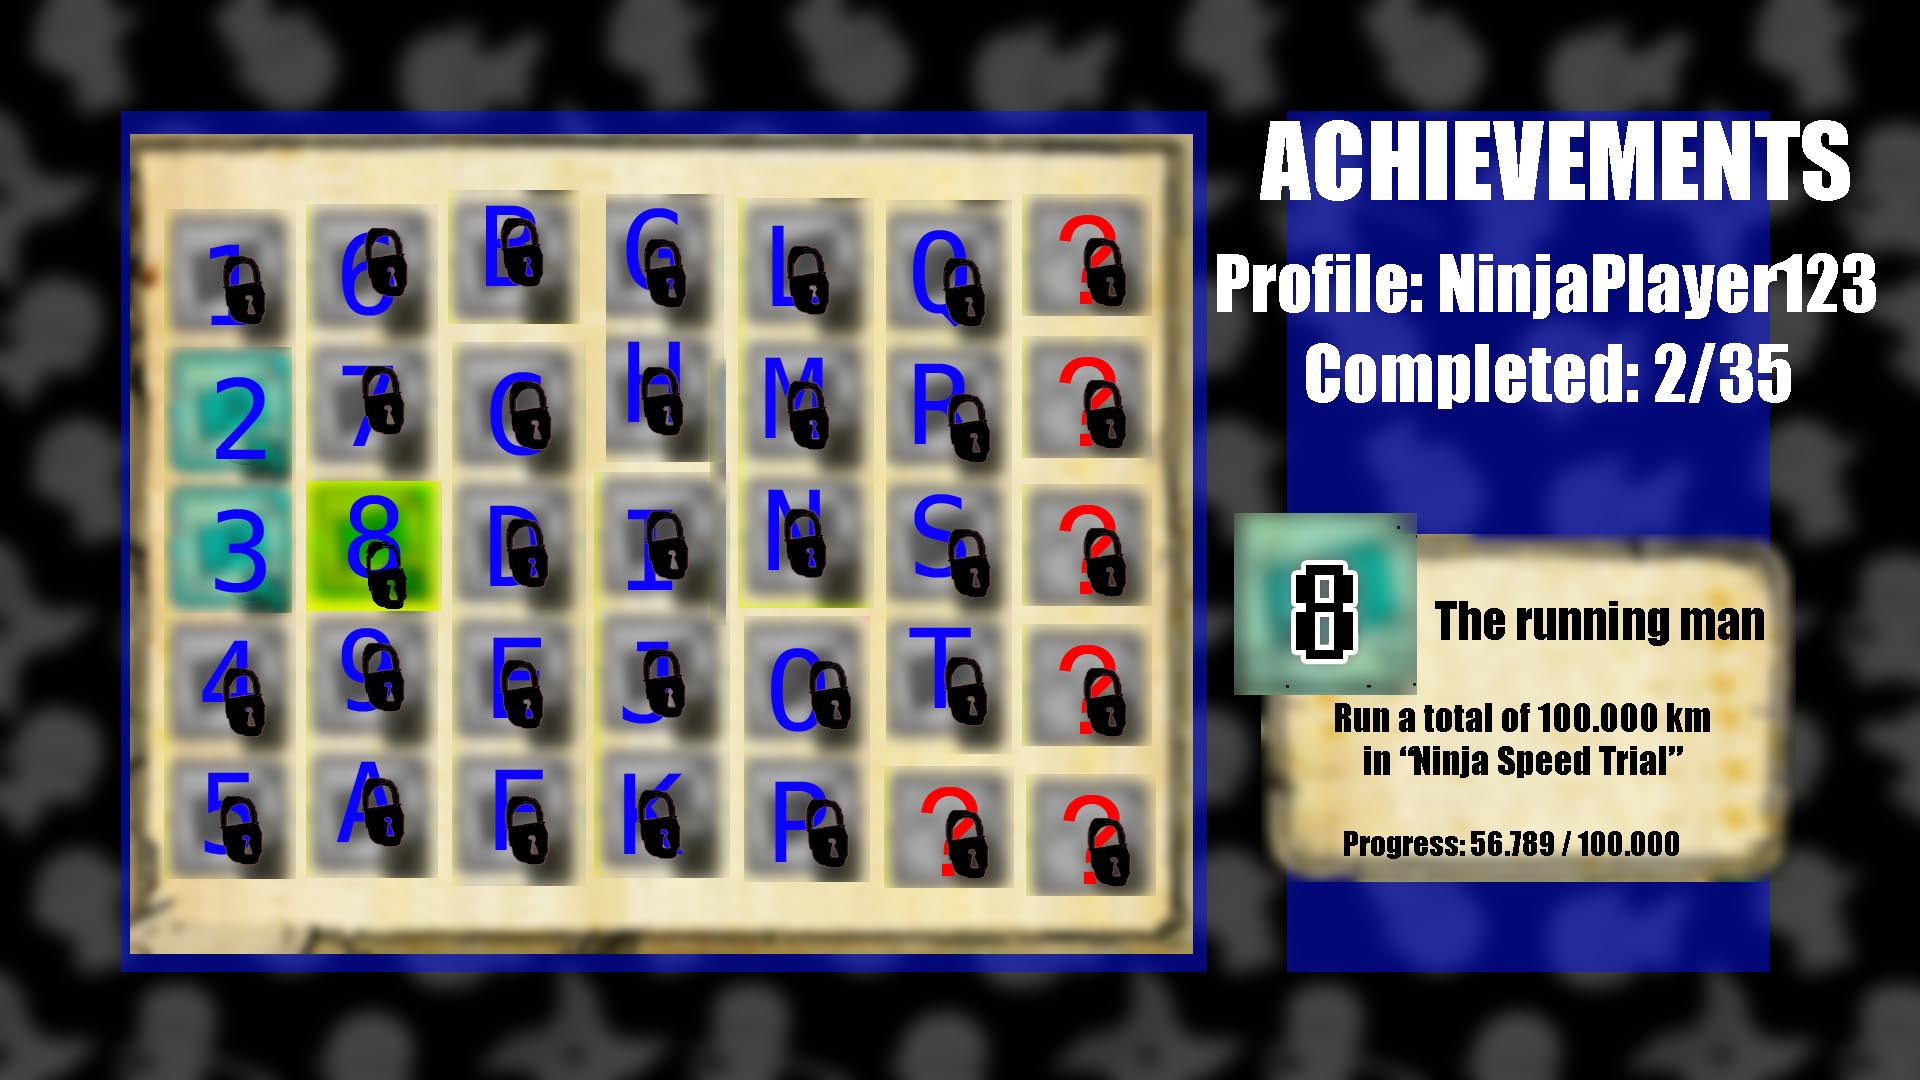 ACHIEVEMENTS
Profile: NinjaPlayer123
Completed: 2/35
1 6 B G L Q ?
2 7 C H M R ?
3 8 D I N S ?
4 9 E J O T ?
5 A F K P ? ?
8
The running man
Run a total of 100.000 km
in “Ninja Speed Trial”
Progress: 56.789 / 100.000